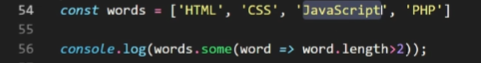 54 const words = ['HTML', 'CSS', 'JavaScript', 'PHP']
55
56 console.log(words.some(word => word.length>2));